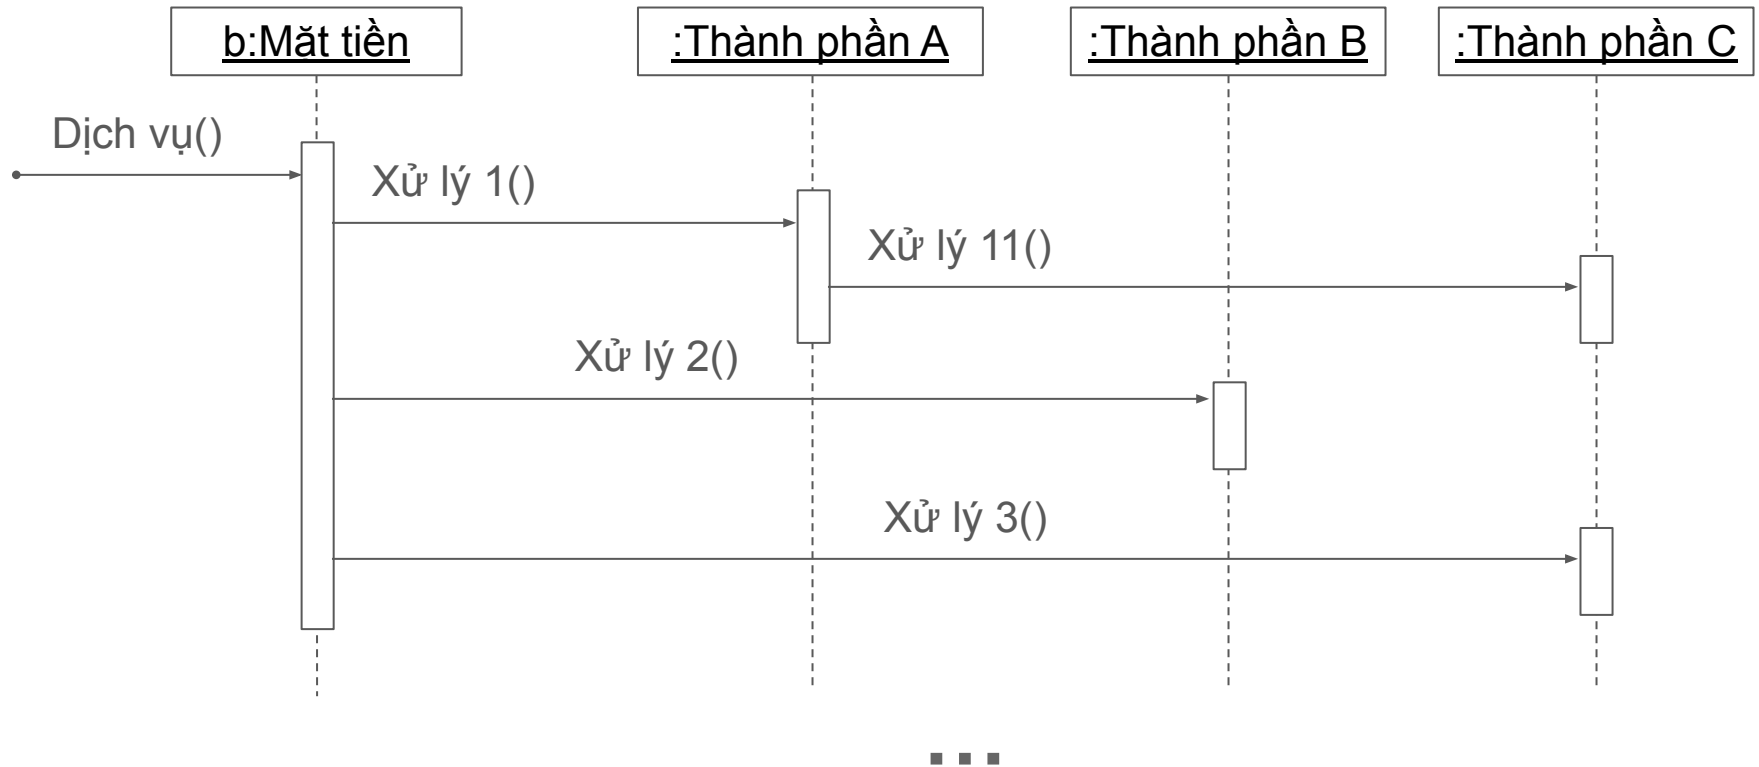 b:Mặt tiền
:Thành phần A
:Thành phần B
:Thành phần C
Dịch vụ()
Xử lý 1()
Xử lý 11()
Xử lý 2()
Xử lý 3()
...